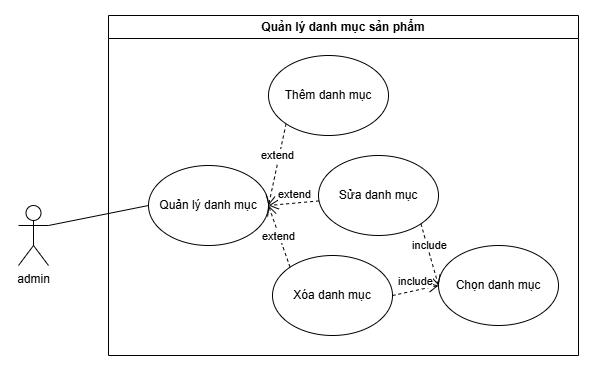 Quản lý danh mục sản phẩm
Thêm danh mục
extend
Quản lý danh mục
extend
Sửa danh mục
extend
include
admin
Xóa danh mục
include
Chọn danh mục